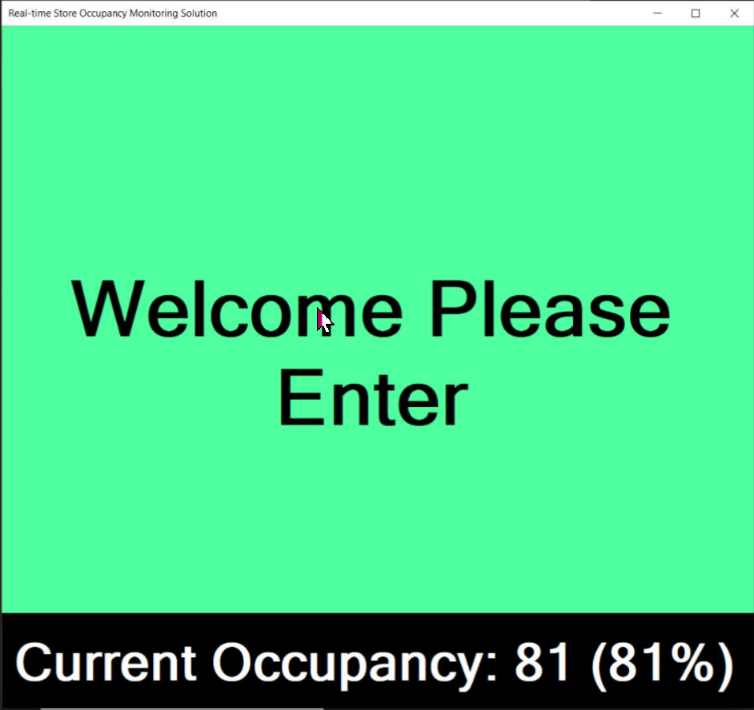 Real-time Store Occupancy Monitoring Solution
Welcome Please
Enter
Current Occupancy: 81 (81%)